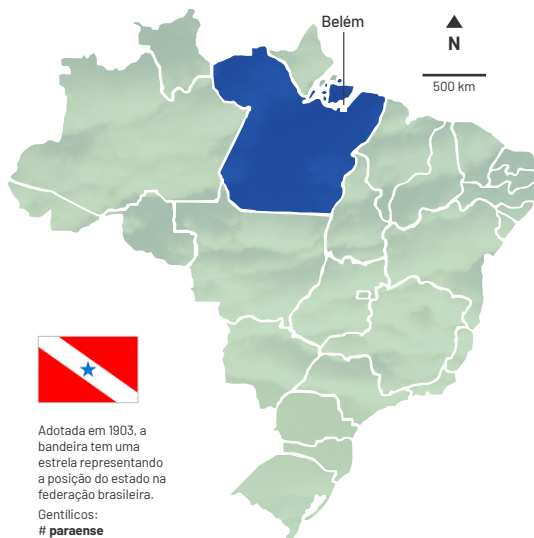 Belém
N
500 km
Adotada em 1903, a
bandeira tem uma
estrela representando
a posição do estado na
federação brasileira.
Gentílicos:
# paraense